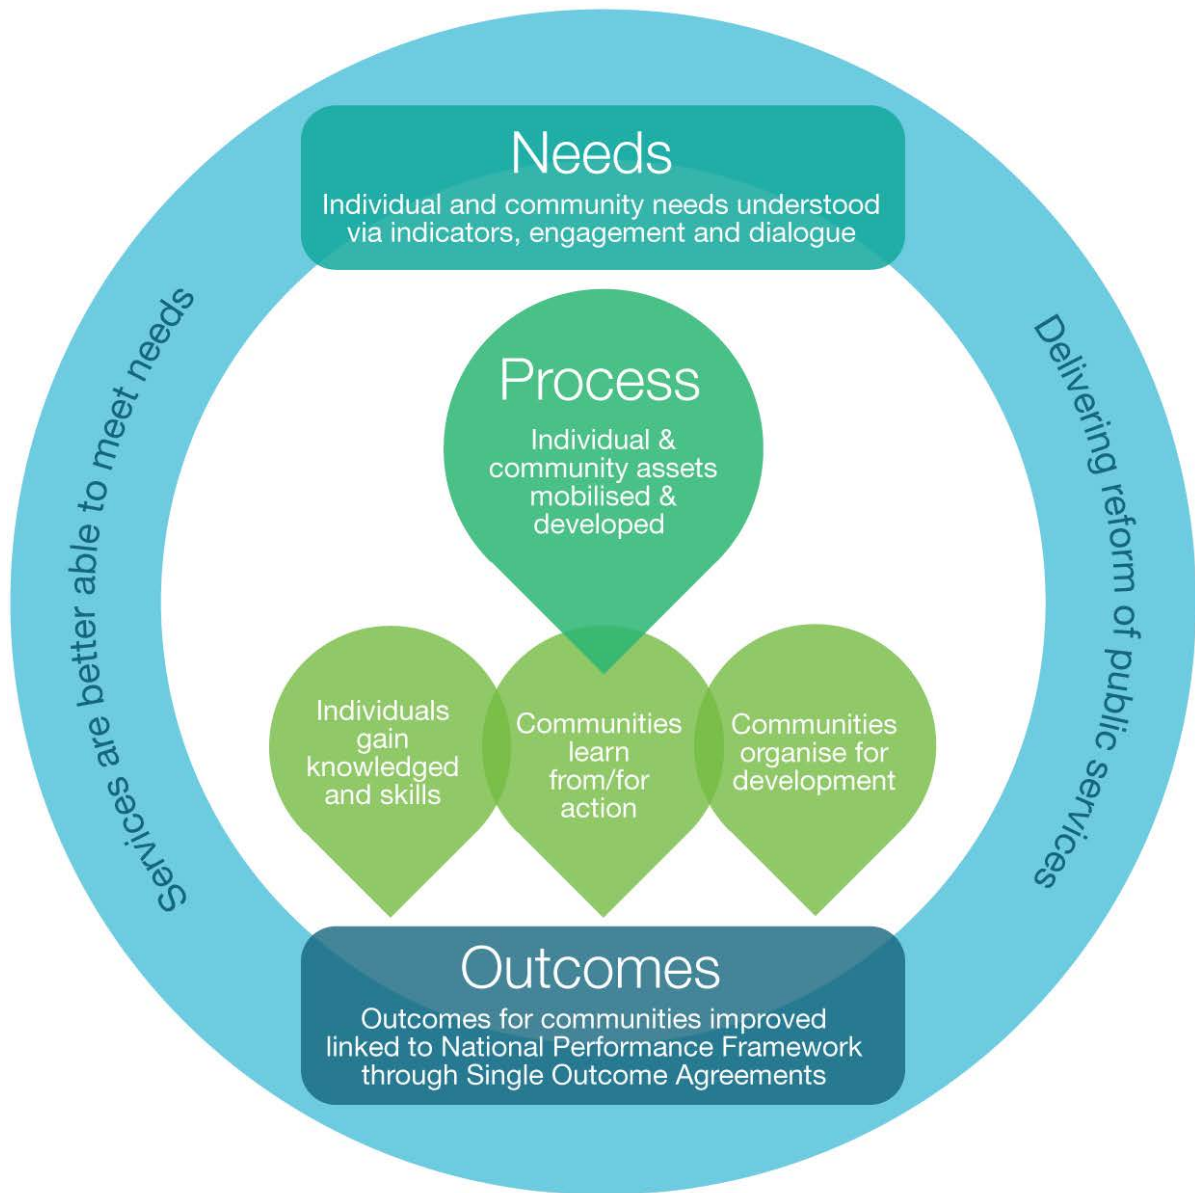 Needs
Individual and community needs understood
via indicators, engagement and dialogue
Services are better able to meet needs
Delivering reform of public services
Process
Individual &
community assets
mobilised &
developed
Individuals
gain
knowledged
and skills
Communities
learn
from/for
action
Communities
organise for
development
Outcomes
Outcomes for communities improved
linked to National Performance Framework
through Single Outcome Agreements